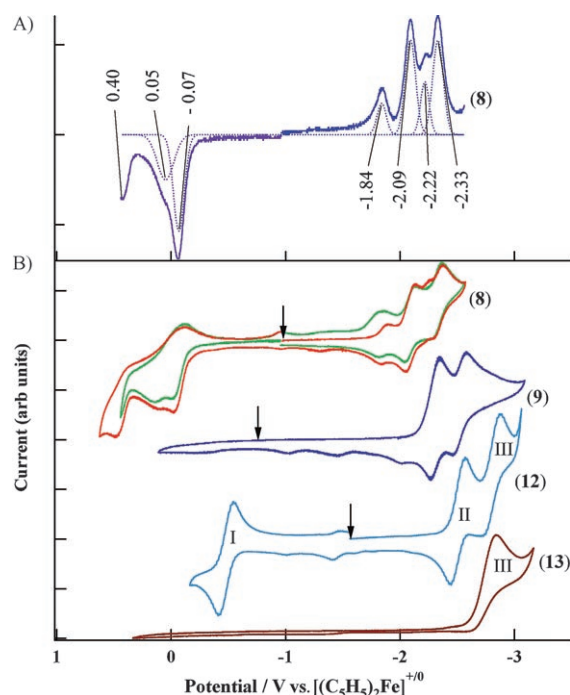 A)
0.40
0.05
- 0.07
(8)
-1.84
-2.09
-2.22
-2.33
B)
(8)
(9)
III
(12)
II
I
III
(13)
Current (arb units)
1
0
-1
-2
-3
Potential / V vs. [(C₅H₅)₂Fe]⁺/⁰